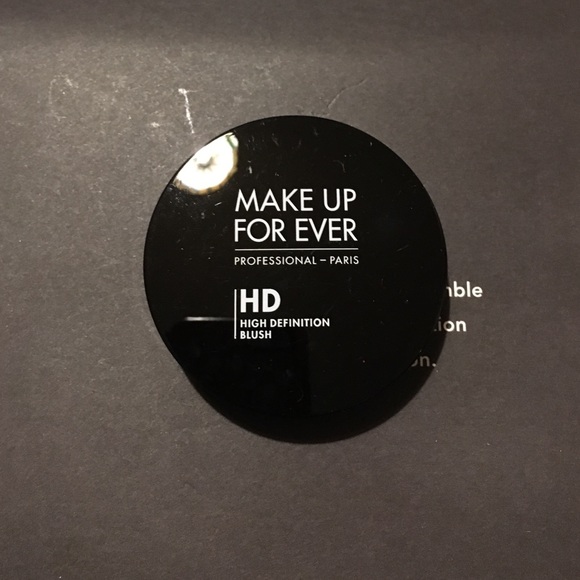 MAKE UP
FOR EVER
PROFESSIONAL – PARIS
HD
HIGH DEFINITION
BLUSH